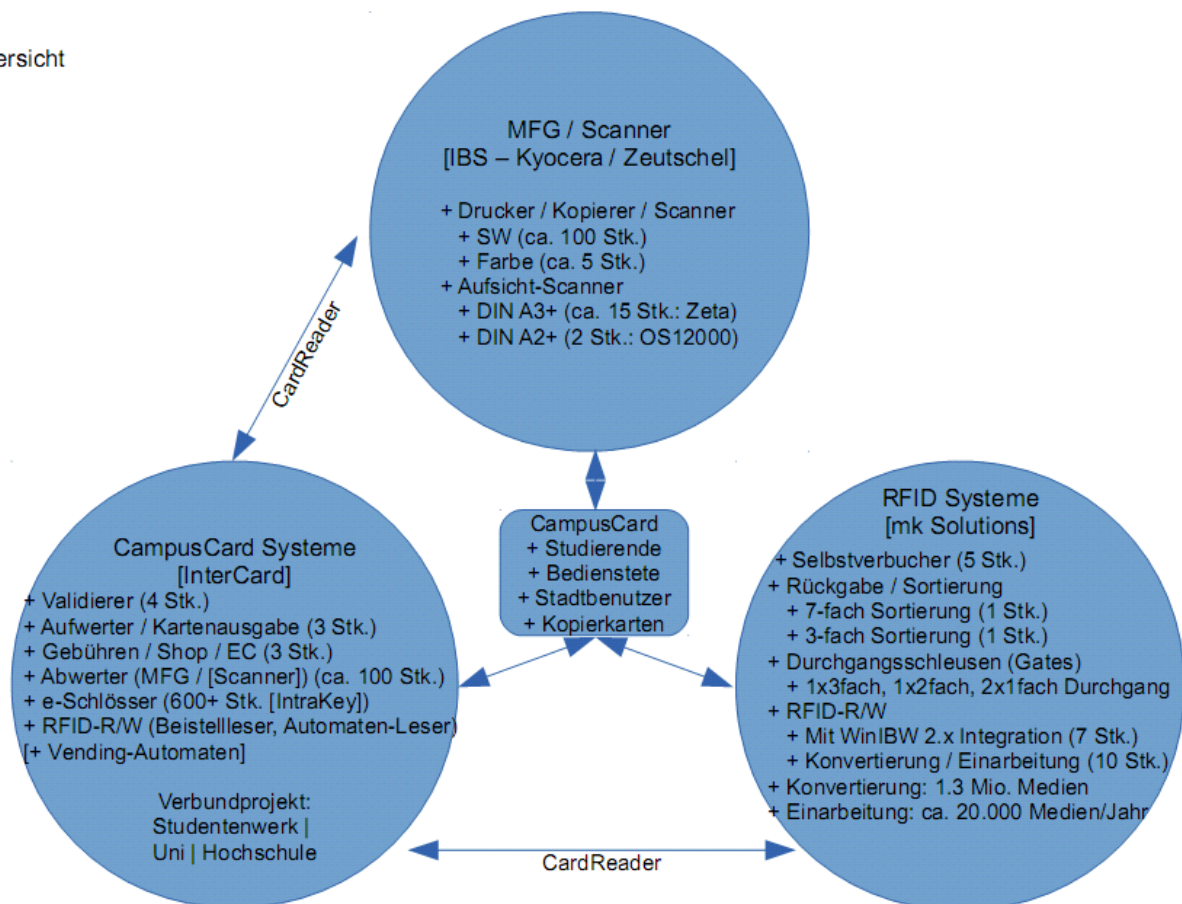 ersicht
MFG / Scanner
[IBS – Kyocera / Zeutschel]
+ Drucker / Kopierer / Scanner
+ SW (ca. 100 Stk.)
+ Farbe (ca. 5 Stk.)
+ Aufsicht-Scanner
+ DIN A3+ (ca. 15 Stk.: Zeta)
+ DIN A2+ (2 Stk.: OS12000)
CardReader
CampusCard
+ Studierende
+ Bedienstete
+ Stadtbenutzer
+ Kopierkarten
CampusCard Systeme
[InterCard]
+ Validierer (4 Stk.)
+ Aufwerter / Kartenausgabe (3 Stk.)
+ Gebühren / Shop / EC (3 Stk.)
+ Abwerter (MFG / [Scanner]) (ca. 100 Stk.)
+ e-Schlösser (600+ Stk. [IntraKey])
+ RFID-R/W (Beistellleser, Automaten-Leser)
[+ Vending-Automaten]
Verbundprojekt:
Studentenwerk |
Uni | Hochschule
RFID Systeme
[mk Solutions]
+ Selbstverbucher (5 Stk.)
+ Rückgabe / Sortierung
+ 7-fach Sortierung (1 Stk.)
+ 3-fach Sortierung (1 Stk.)
+ Durchgangsschleusen (Gates)
+ 1x3fach, 1x2fach, 2x1fach Durchgang
+ RFID-R/W
+ Mit WinIBW 2.x Integration (7 Stk.)
+ Konvertierung / Einarbeitung (10 Stk.)
+ Konvertierung: 1.3 Mio. Medien
+ Einarbeitung: ca. 20.000 Medien/Jahr
CardReader